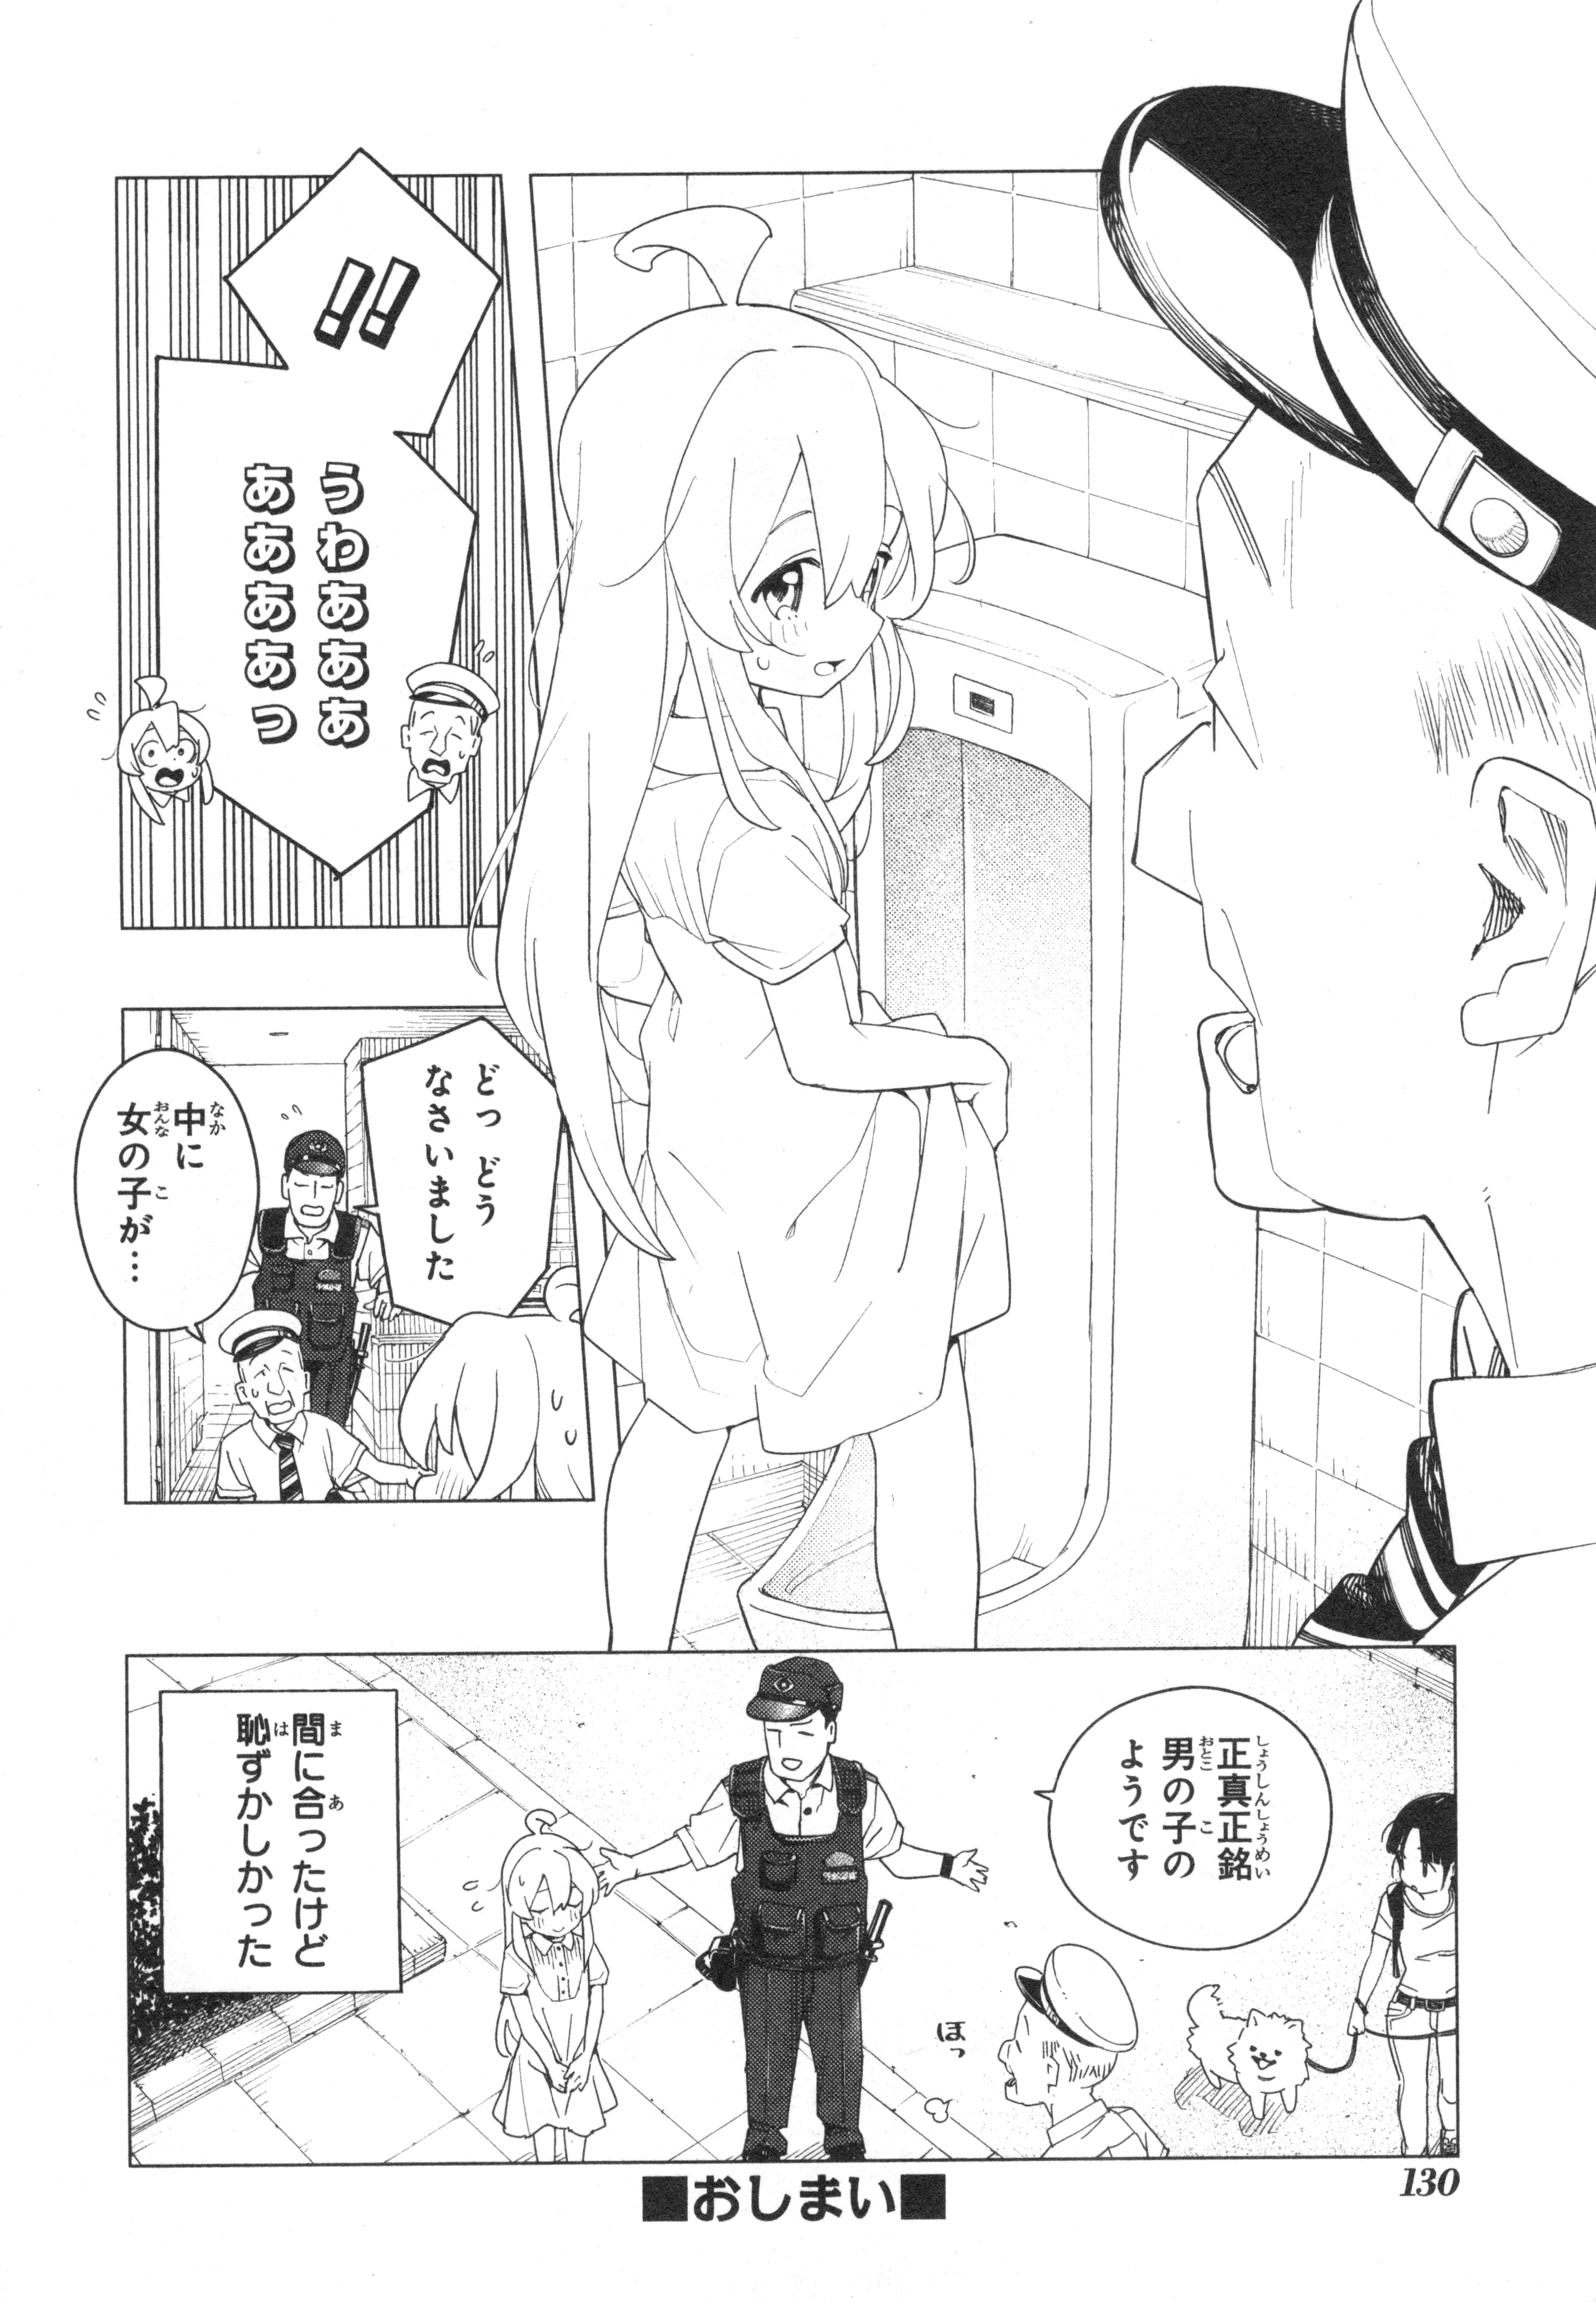 !!
うわあああ
ああああっ
どっ どう
なさいました
中に
女の子が…
正真正銘
男の子の
ようです
ほっ
間に合ったけど
恥ずかしかった
■おしまい■
130